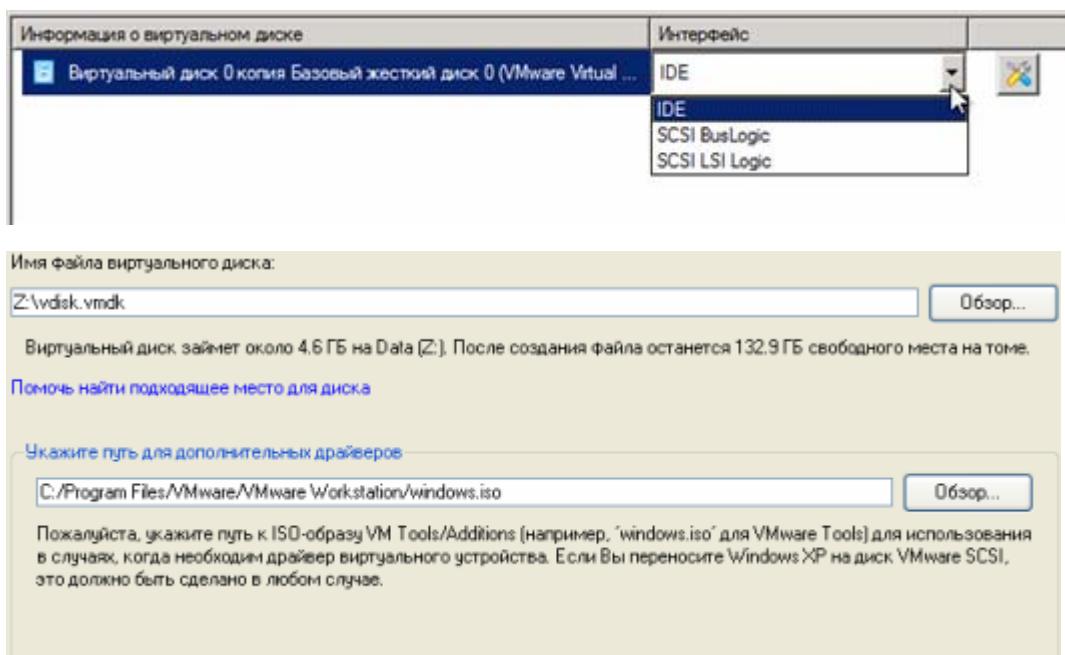 Информация о виртуальном диске Интерфейс
Виртуальный диск 0 копия Базовый жесткий диск 0 (VMware Virtual ... IDE
IDE
SCSI BusLogic
SCSI LSI Logic
Имя файла виртуального диска:
Z:\vdisk.vmdk Обзор...
Виртуальный диск займет около 4.6 ГБ на Data (Z:). После создания файла останется 132.9 ГБ свободного места на томе.
Помочь найти подходящее место для диска
Укажите путь для дополнительных драйверов
C:/Program Files/VMware/VMware Workstation/windows.iso Обзор...
Пожалуйста, укажите путь к ISO-образу VM Tools/Additions (например, 'windows.iso' для VMware Tools) для использования
в случаях, когда необходим драйвер виртуального устройства. Если Вы переносите Windows XP на диск VMware SCSI,
это должно быть сделано в любом случае.